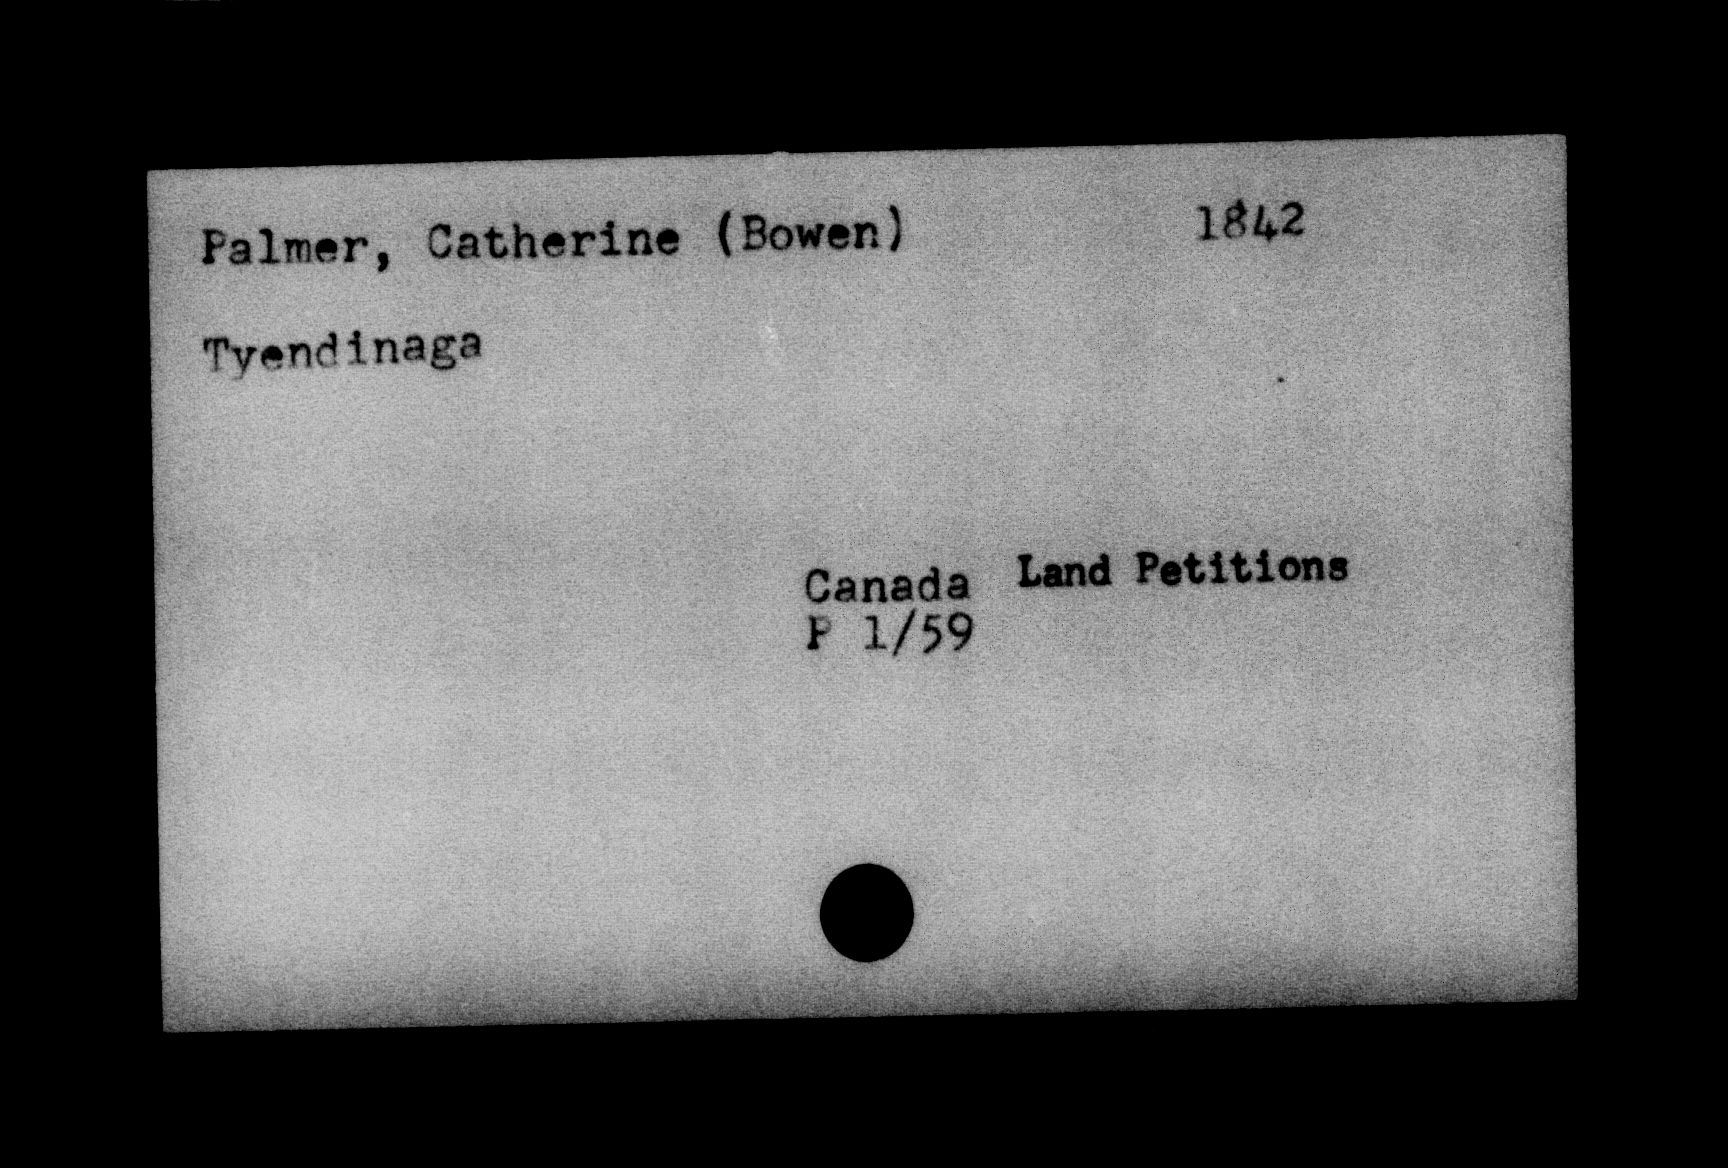 Palmer, Catherine (Bowen) 1842
Tyendinaga
Canada Land Petitions
P 1/59